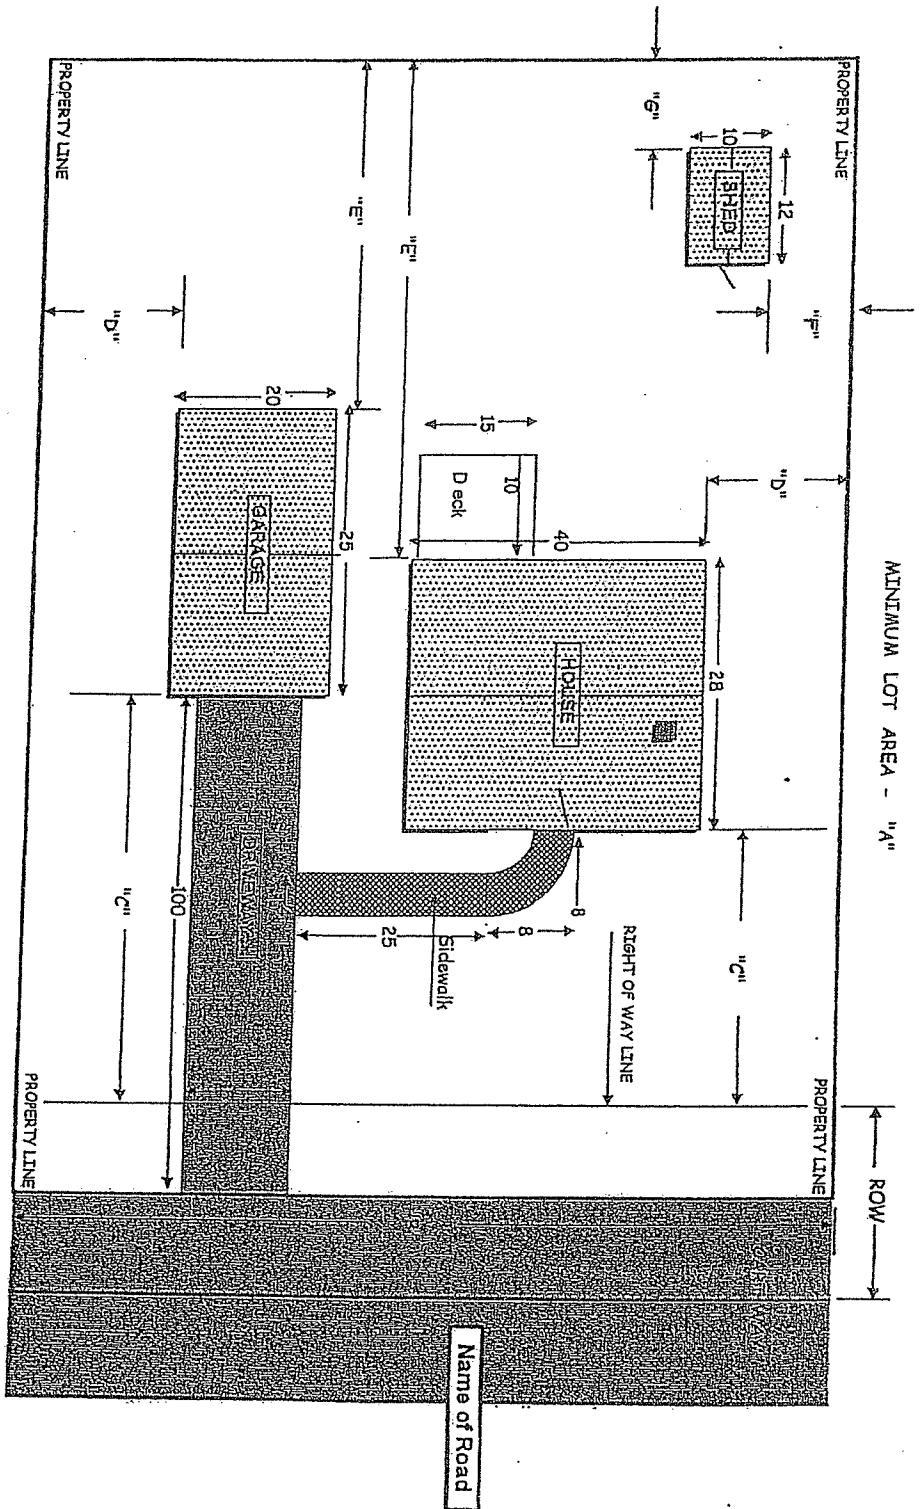 MINIMUM LOT AREA - "A"
PROPERTY LINE
PROPERTY LINE
"F"
"D"
"C"
ROW
12
10
SHED
"G"
28
40
HOUSE
RIGHT OF WAY LINE
8
8
25
Sidewalk
15
10
Deck
"E"
"E"
25
20
GARAGE
DRIVEWAY
100
"C"
"D"
PROPERTY LINE
PROPERTY LINE
Name of Road